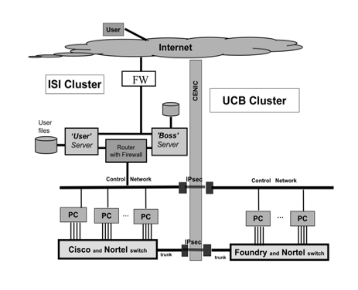 User
Internet
ISI Cluster
FW
CENIC
UCB Cluster
User
files
'User'
Server
'Boss'
Server
Router
with Firewall
Control Network
IPsec
Control Network
PC
PC
...
PC
PC
...
PC
Cisco and Nortel switch
trunk
IPsec
trunk
Foundry and Nortel switch